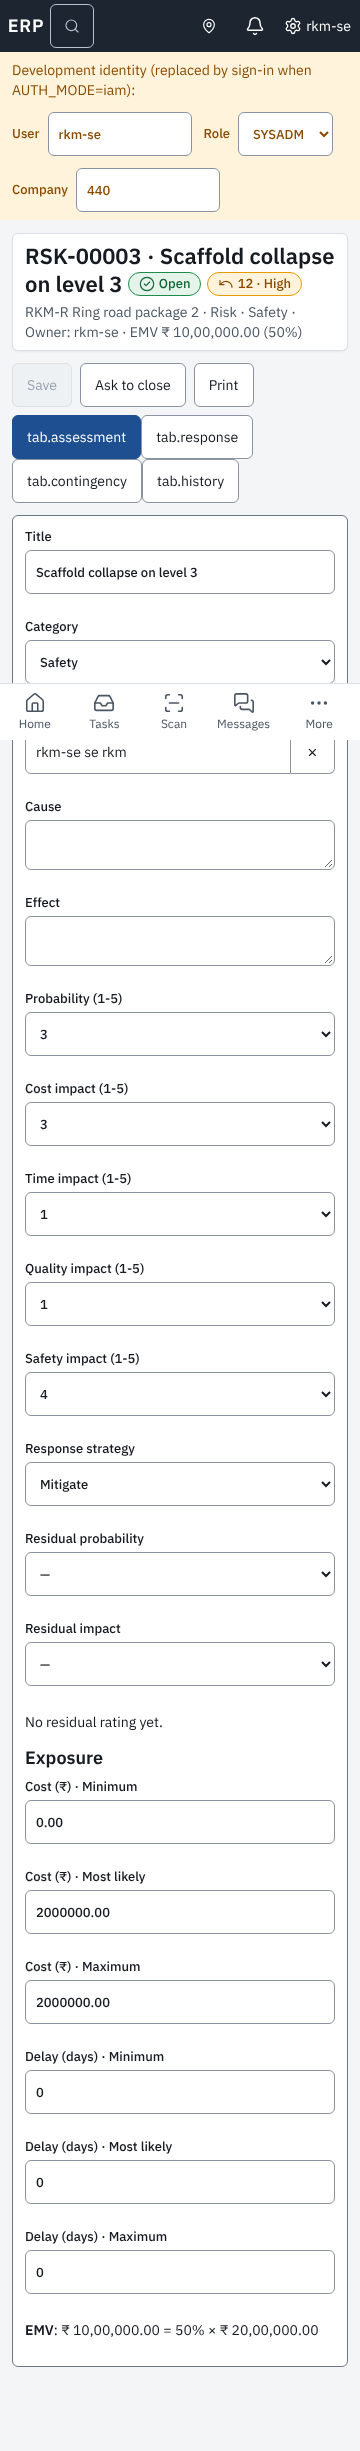 ERP
rkm-se
Development identity (replaced by sign-in when
AUTH_MODE=iam):
User rkm-se Role SYSADM
Company 440
RSK-00003 · Scaffold collapse
on level 3 Open 12 · High
RKM-R Ring road package 2 · Risk · Safety ·
Owner: rkm-se · EMV ₹ 10,00,000.00 (50%)
Save Ask to close Print
tab.assessment tab.response
tab.contingency tab.history
Title
Scaffold collapse on level 3
Category
Safety
Home Tasks Scan Messages More
rkm-se se rkm ×
Cause
Effect
Probability (1-5)
3
Cost impact (1-5)
3
Time impact (1-5)
1
Quality impact (1-5)
1
Safety impact (1-5)
4
Response strategy
Mitigate
Residual probability
—
Residual impact
—
No residual rating yet.
Exposure
Cost (₹) · Minimum
0.00
Cost (₹) · Most likely
2000000.00
Cost (₹) · Maximum
2000000.00
Delay (days) · Minimum
0
Delay (days) · Most likely
0
Delay (days) · Maximum
0
EMV: ₹ 10,00,000.00 = 50% × ₹ 20,00,000.00